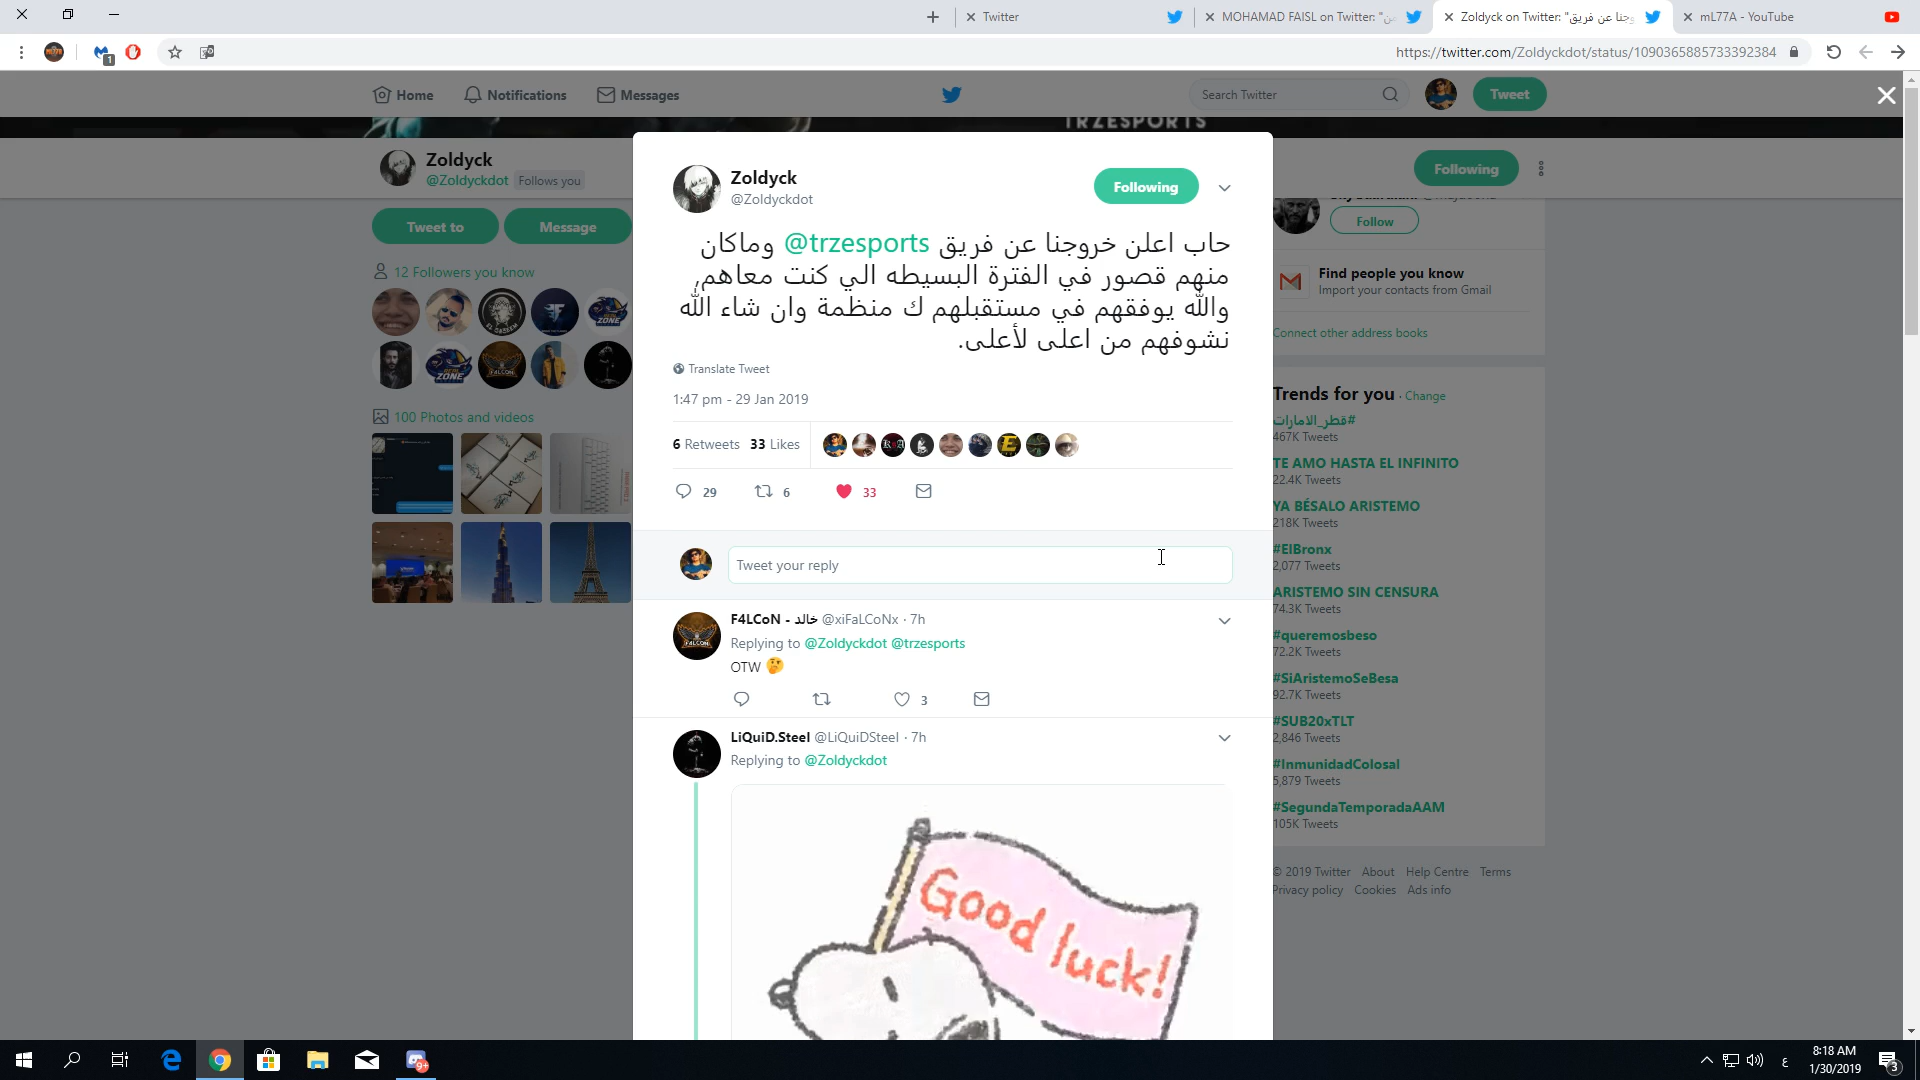 Twitter
MOHAMAD FAISL on Twitter: "من
Zoldyck on Twitter: "وجنا عن فريق
mL77A - YouTube
1
https://twitter.com/Zoldyckdot/status/1090365885733392384
Home
Notifications
Messages
Search Twitter
Tweet
TRZESPORTS
Zoldyck
@Zoldyckdot Follows you
Following
Tweet to
Message
12 Followers you know
100 Photos and videos
Zoldyck
@Zoldyckdot
Following
حاب اعلن خروجنا عن فريق @trzesports وماكان
منهم قصور في الفترة البسيطه الي كنت معاهم,
والله يوفقهم في مستقبلهم ك منظمة وان شاء الله
نشوفهم من اعلى لأعلى.
Translate Tweet
1:47 pm - 29 Jan 2019
6 Retweets 33 Likes
29
6
33
Tweet your reply
F4LCoN - خالد @xiFaLCoNx · 7h
Replying to @Zoldyckdot @trzesports
OTW 🤔
3
LiQuiD.Steel @LiQuiDSteel · 7h
Replying to @Zoldyckdot
Good luck!
Follow
Find people you know
Import your contacts from Gmail
Connect other address books
Trends for you · Change
#قطر_الامارات
467K Tweets
TE AMO HASTA EL INFINITO
22.4K Tweets
YA BÉSALO ARISTEMO
218K Tweets
#ElBronx
2,077 Tweets
ARISTEMO SIN CENSURA
74.3K Tweets
#queremosbeso
72.2K Tweets
#SiAristemoSeBesa
92.7K Tweets
#SUB20xTLT
2,846 Tweets
#InmunidadColosal
5,879 Tweets
#SegundaTemporadaAAM
105K Tweets
© 2019 Twitter About Help Centre Terms
Privacy policy Cookies Ads info
9+
ع
8:18 AM
1/30/2019
3